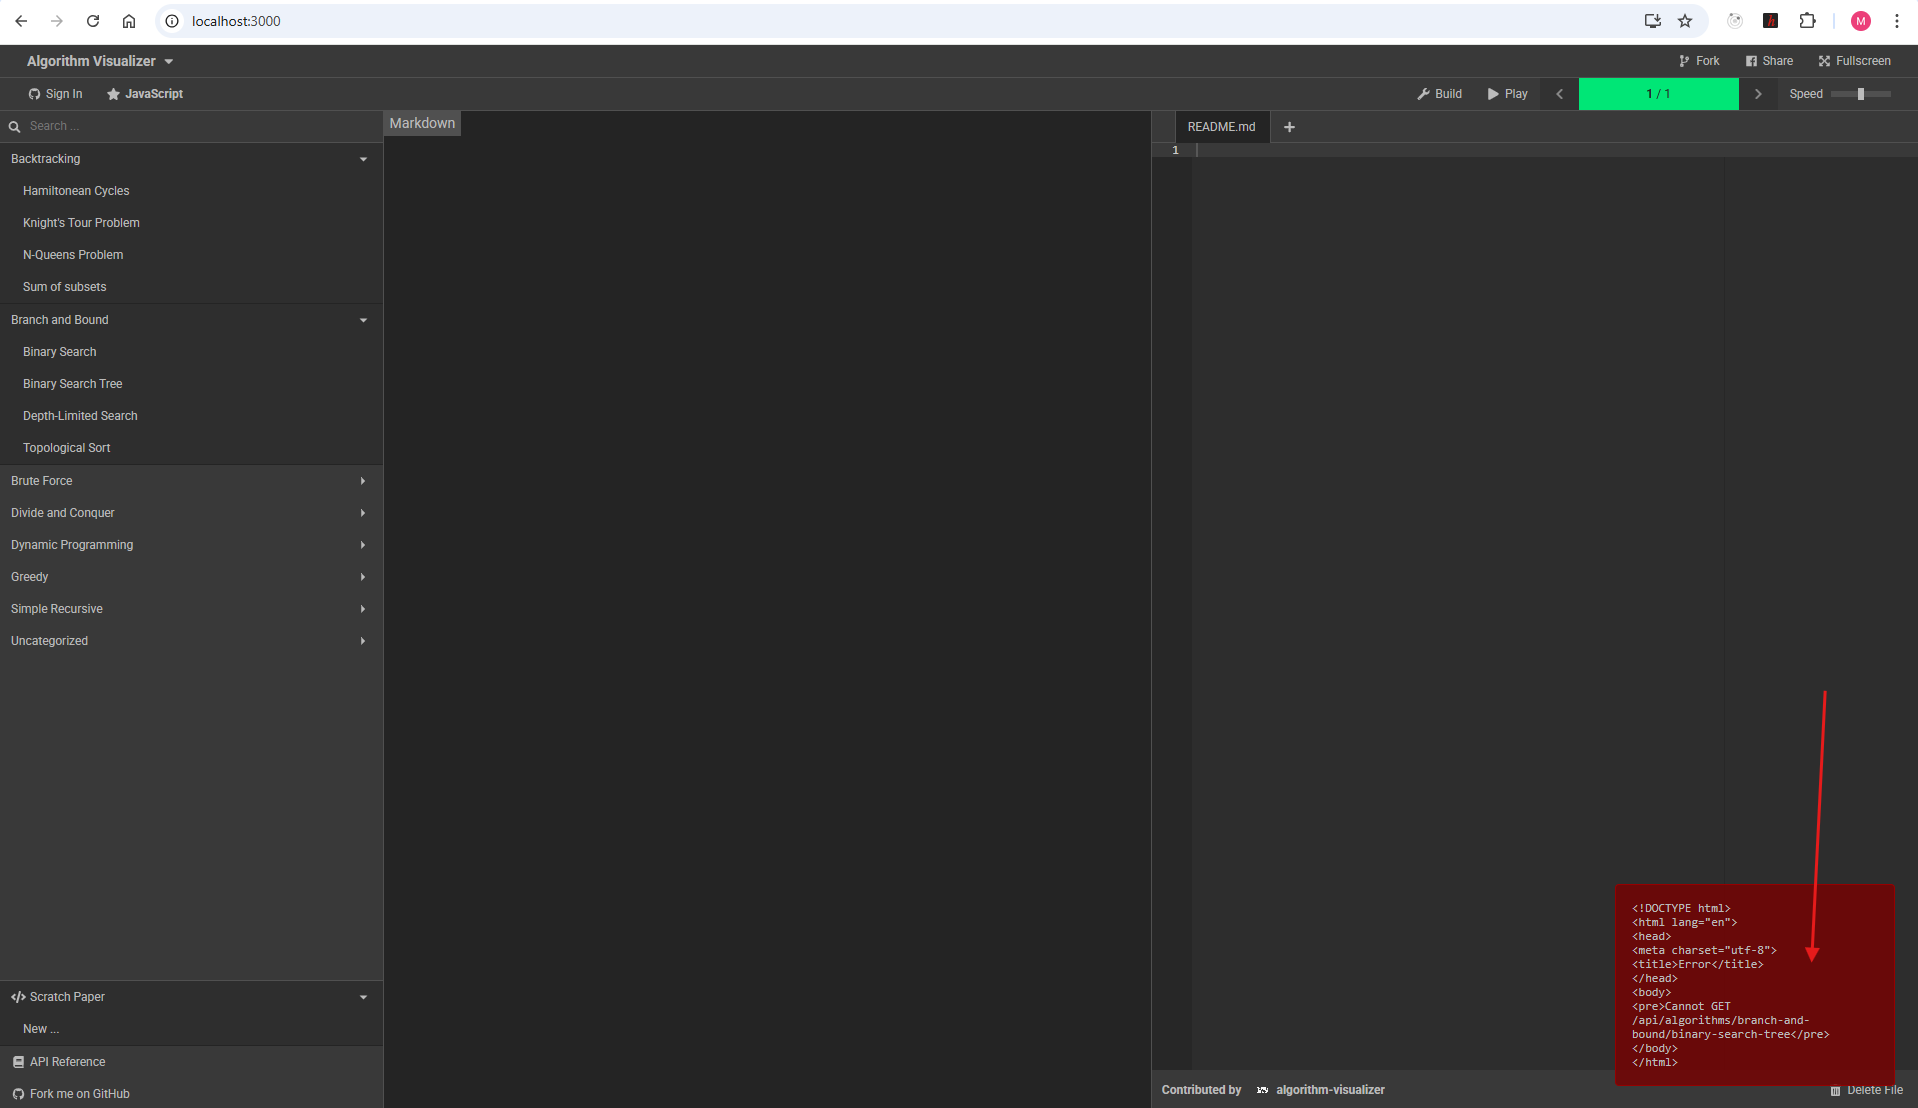 localhost:3000
M
Algorithm Visualizer
Fork
Share
Fullscreen
Sign In
JavaScript
Build
Play
1 / 1
Speed
Search ...
Backtracking
Hamiltonean Cycles
Knight's Tour Problem
N-Queens Problem
Sum of subsets
Branch and Bound
Binary Search
Binary Search Tree
Depth-Limited Search
Topological Sort
Brute Force
Divide and Conquer
Dynamic Programming
Greedy
Simple Recursive
Uncategorized
Scratch Paper
New ...
API Reference
Fork me on GitHub
Markdown
README.md
1
<!DOCTYPE html>
<html lang="en">
<head>
<meta charset="utf-8">
<title>Error</title>
</head>
<body>
<pre>Cannot GET
/api/algorithms/branch-and-
bound/binary-search-tree</pre>
</body>
</html>
Contributed by algorithm-visualizer
Delete File